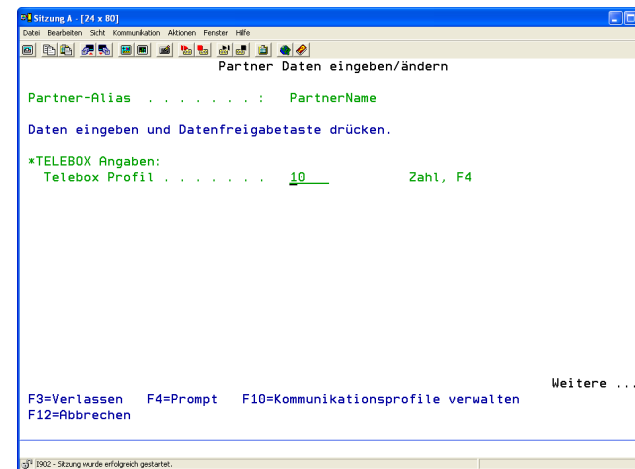 Sitzung A - [24 x 80]
Datei Bearbeiten Sicht Kommunikation Aktionen Fenster Hilfe
Partner Daten eingeben/ändern
Partner-Alias . . . . . . . : PartnerName
Daten eingeben und Datenfreigabetaste drücken.
*TELEBOX Angaben:
Telebox Profil . . . . . . . 10 Zahl, F4
Weitere ...
F3=Verlassen F4=Prompt F10=Kommunikationsprofile verwalten
F12=Abbrechen
I902 - Sitzung wurde erfolgreich gestartet.